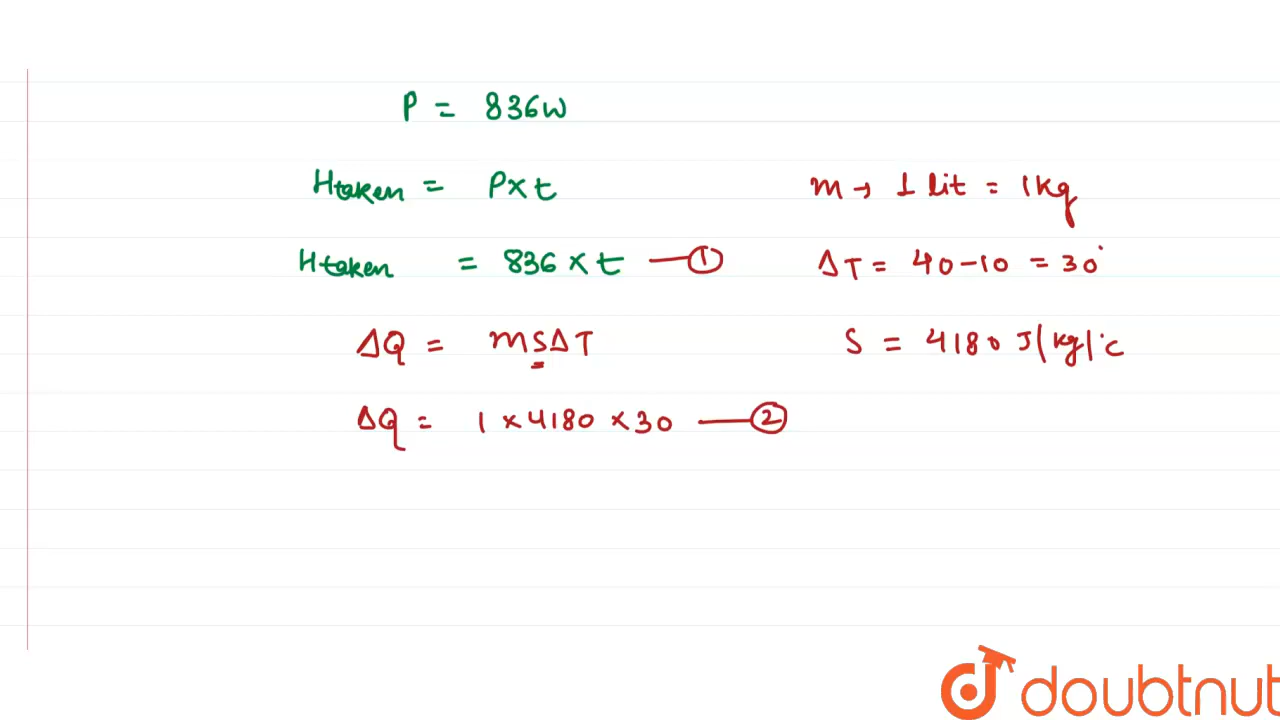 P = 836W
Htaken = P×t
m → 1 lit = 1kg
Htaken = 836×t —①
ΔT = 40-10 = 30°
ΔQ = msΔT
S = 4180 J/kg/°c
ΔQ = 1×4180×30 —②
doubtnut